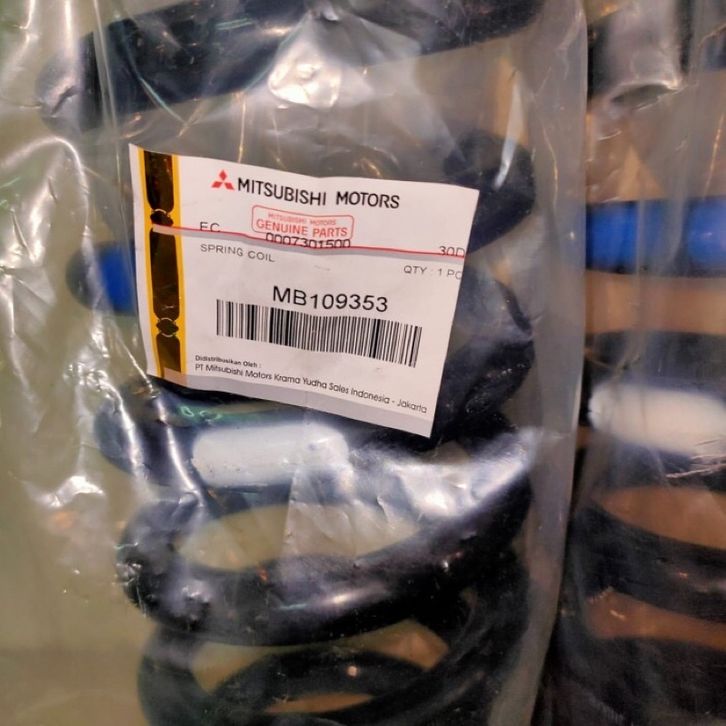 MITSUBISHI MOTORS
MITSUBISHI MOTORS
GENUINE PARTS
EC 0007301500 30D
SPRING COIL QTY : 1 PC
MB109353
Didistribusikan Oleh :
PT Mitsubishi Motors Krama Yudha Sales Indonesia - Jakarta